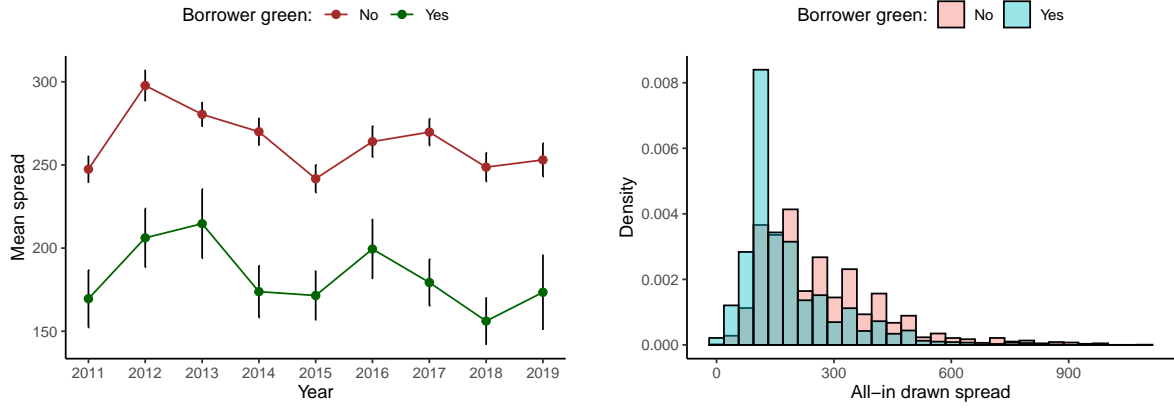 Borrower green: No Yes
300
250
200
150
Mean spread
2011 2012 2013 2014 2015 2016 2017 2018 2019
Year
Borrower green: No Yes
0.008
0.006
0.004
0.002
0.000
Density
0 300 600 900
All−in drawn spread